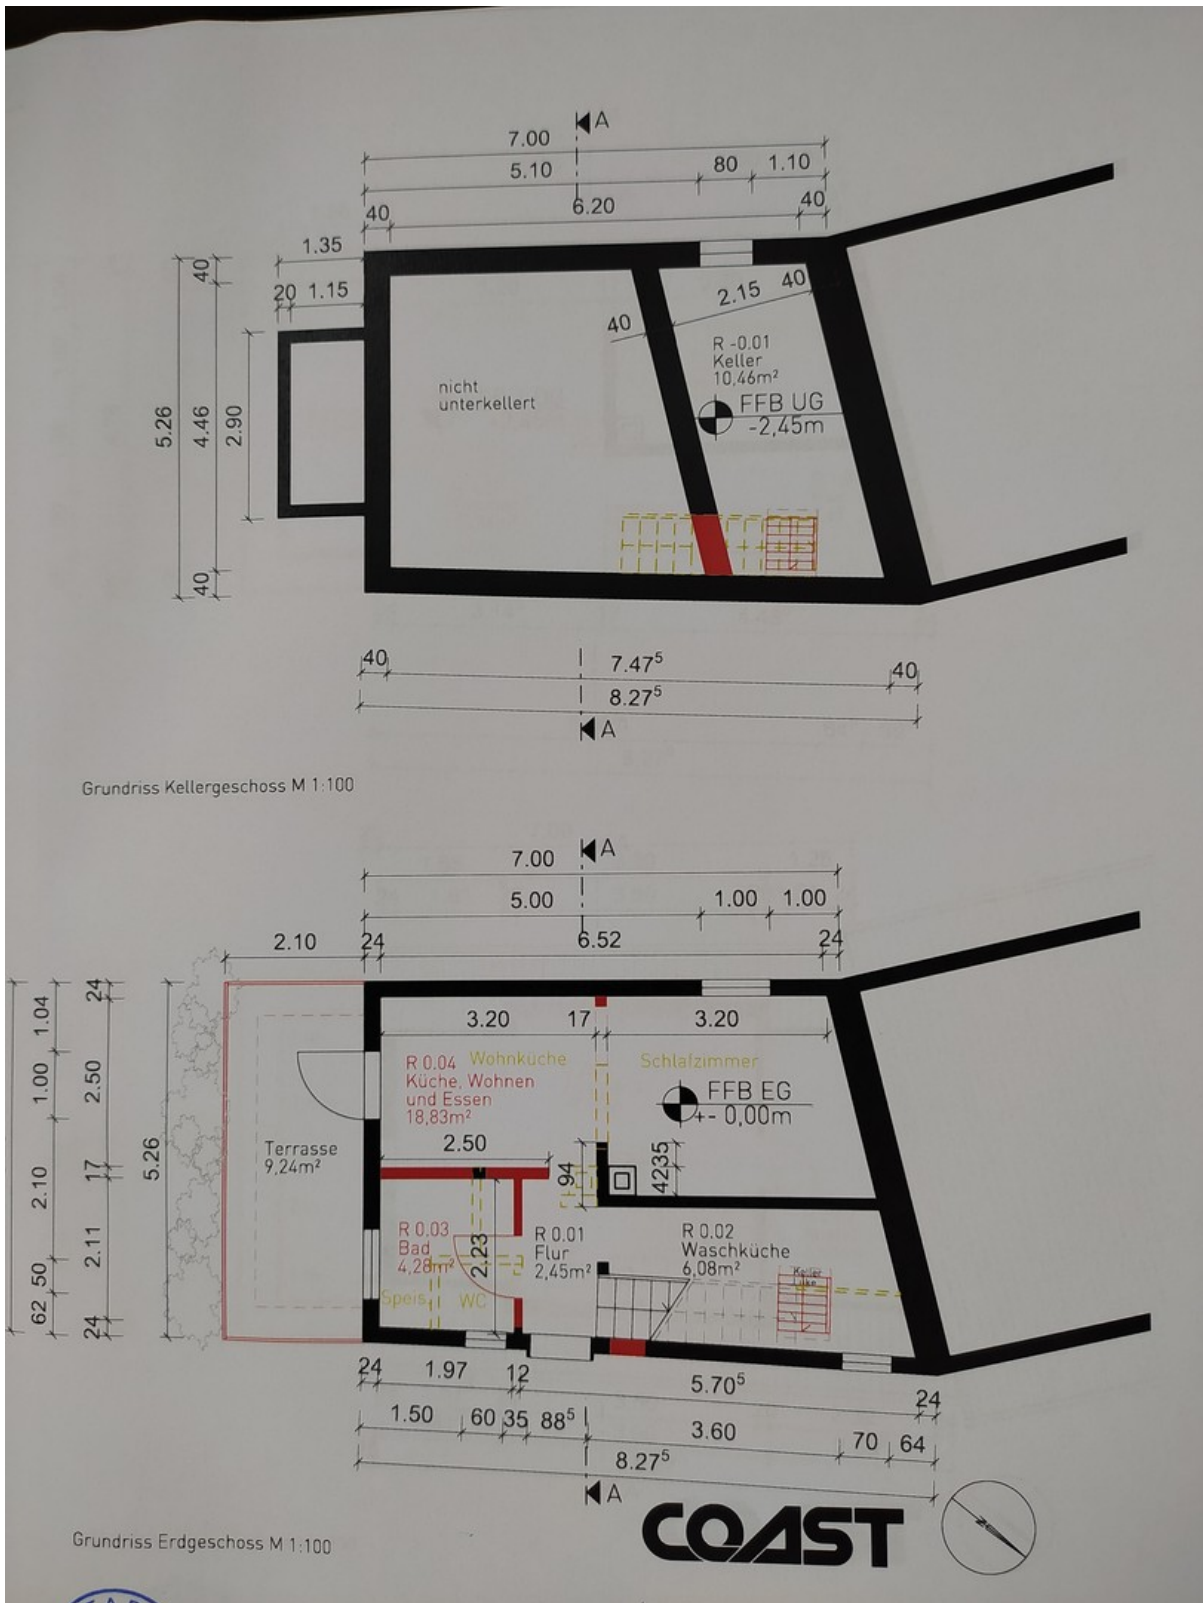 A
7.00
5.10
80
1.10
40
6.20
40
1.35
20
1.15
40
5.26
4.46
2.90
40
2.15
40
40
R -0.01
Keller
10,46m²
FFB UG
-2,45m
nicht
unterkellert
40
7.47⁵
40
8.27⁵
A
Grundriss Kellergeschoss M 1:100
A
7.00
5.00
1.00
1.00
2.10
24
6.52
24
24
1.04
1.00
2.50
5.26
17
2.10
2.11
50
62
24
3.20
17
3.20
R 0.04
Wohnküche
Küche, Wohnen
und Essen
18,83m²
Schlafzimmer
FFB EG
+- 0,00m
Terrasse
9,24m²
2.50
94
42
35
R 0.03
Bad
4,28m²
2.23
R 0.01
Flur
2,45m²
R 0.02
Waschküche
6,08m²
Keller
Luke
Speis
WC
24
1.97
12
5.70⁵
24
1.50
60
35
88⁵
3.60
70
64
8.27⁵
A
COAST
N
Grundriss Erdgeschoss M 1:100